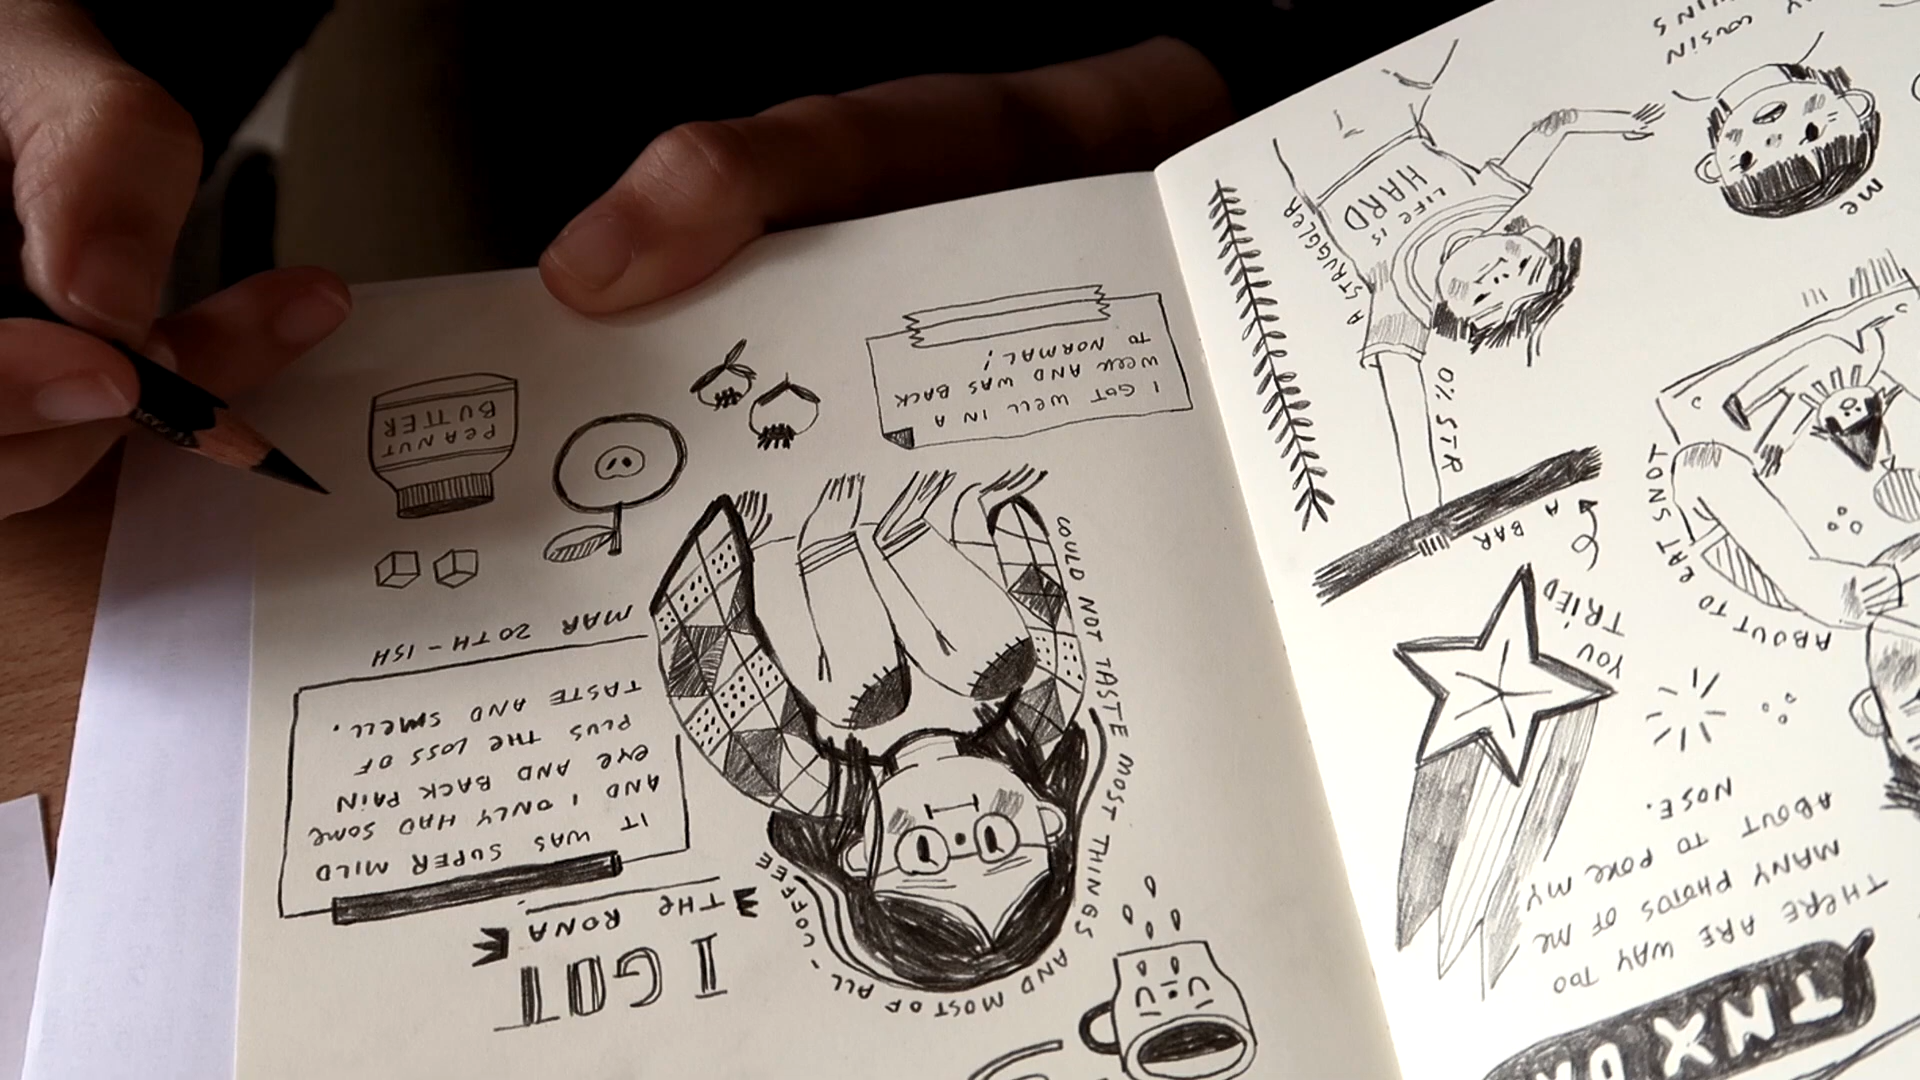 I GOT
THE RONA
IT WAS SUPER MILD
AND I ONLY HAD SOME
EYE AND BACK PAIN
PLUS THE LOSS OF
TASTE AND SMELL.
MAR 20TH-ISH
COULD NOT TASTE MOST THINGS AND MOST OF ALL - COFFEE
PEANUT
BUTTER
I GOT WELL IN A
WEEK AND WAS BACK
TO NORMAL!
TNX
THERE ARE WAY TOO
MANY PHOTOS OF ME
ABOUT TO POKE MY
NOSE.
YOU
TRIED
ABOUT TO EAT SNOT
A BAR
0% STR
A STRUGGLER
LIFE IS
HARD
ME
COUSIN